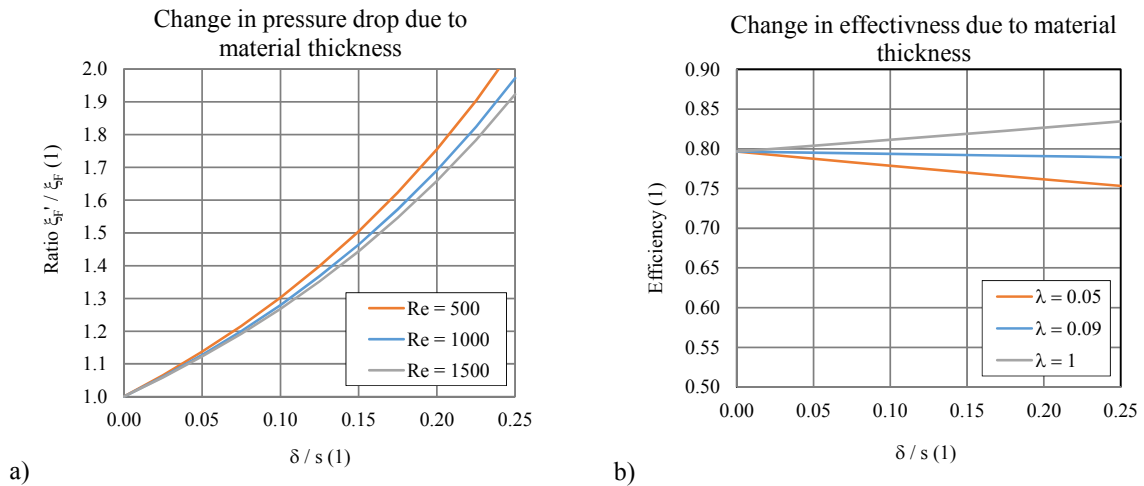 Change in pressure drop due to
material thickness
Ratio ξF' / ξF (1)
2.0
1.9
1.8
1.7
1.6
1.5
1.4
1.3
1.2
1.1
1.0
Re = 500
Re = 1000
Re = 1500
0.00 0.05 0.10 0.15 0.20 0.25
δ / s (1)
a)
Change in effectivness due to material
thickness
Efficiency (1)
0.90
0.85
0.80
0.75
0.70
0.65
0.60
0.55
0.50
λ = 0.05
λ = 0.09
λ = 1
0.00 0.05 0.10 0.15 0.20 0.25
δ / s (1)
b)